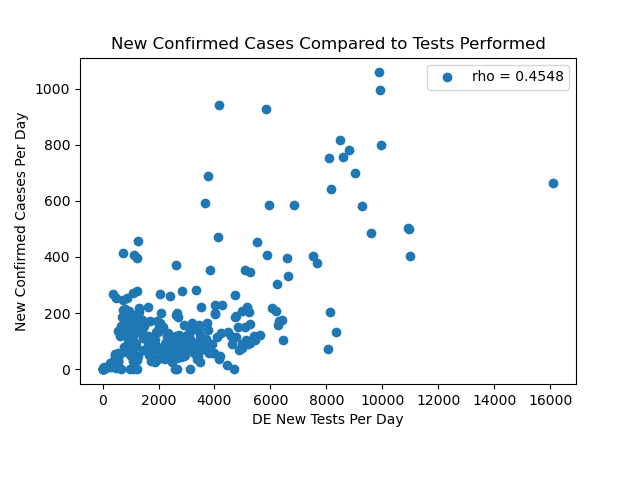 New Confirmed Cases Compared to Tests Performed
rho = 0.4548
New Confirmed Caeses Per Day
1000
800
600
400
200
0
0 2000 4000 6000 8000 10000 12000 14000 16000
DE New Tests Per Day